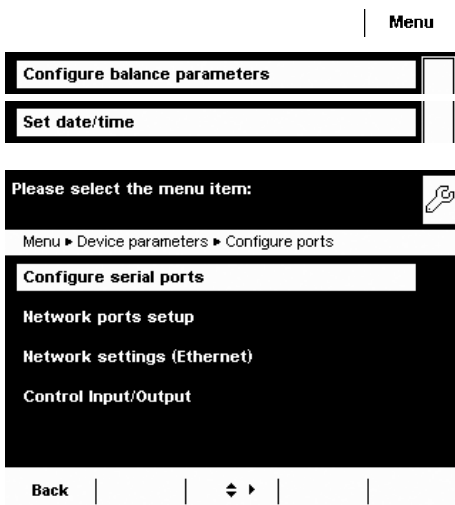 Menu
Configure balance parameters
Set date/time
Please select the menu item:
Menu ▸ Device parameters ▸ Configure ports
Configure serial ports
Network ports setup
Network settings (Ethernet)
Control Input/Output
Back